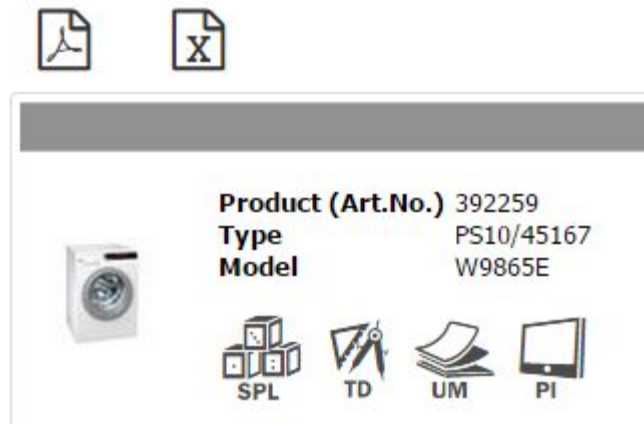 X
Product (Art.No.) 392259
Type PS10/45167
Model W9865E
SPL TD UM PI